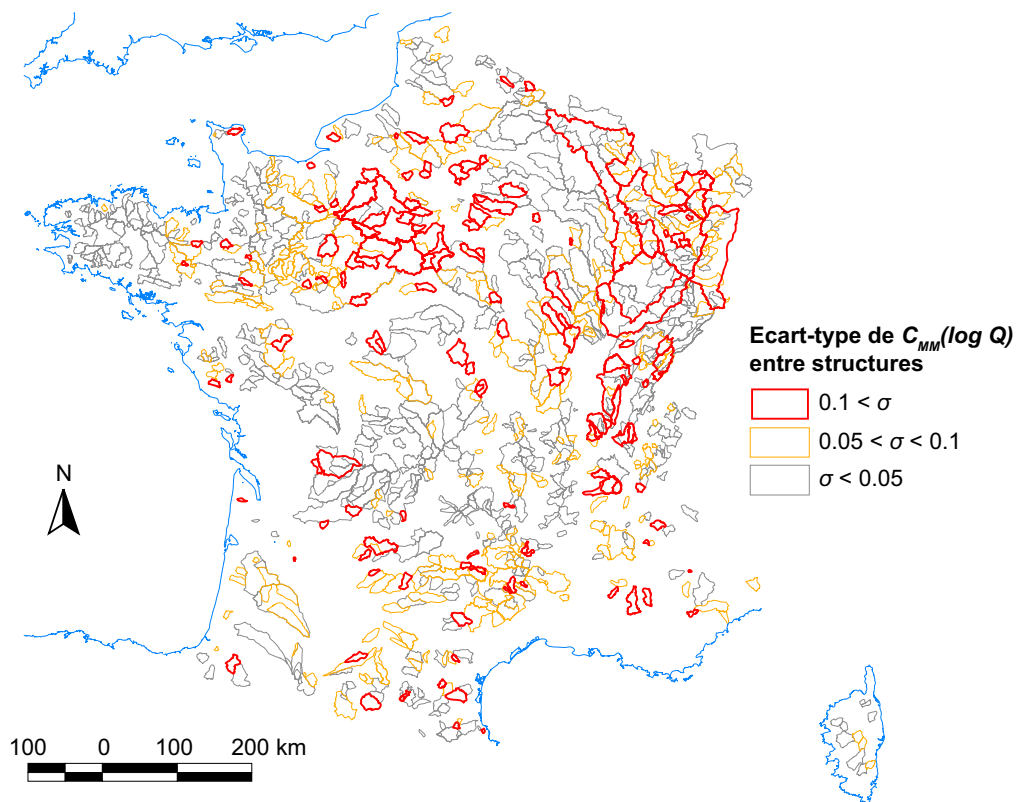 Ecart-type de C_MM(log Q)
entre structures
0.1 < σ
0.05 < σ < 0.1
σ < 0.05
N
100 0 100 200 km